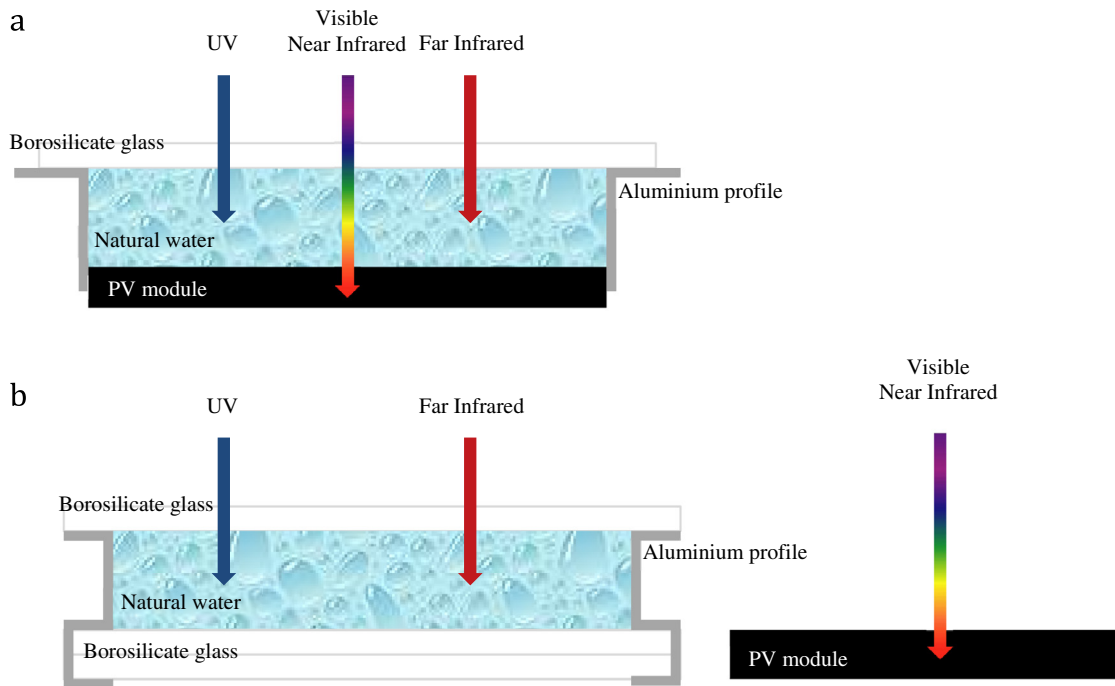 a
UV
Visible
Near Infrared
Far Infrared
Borosilicate glass
Aluminium profile
Natural water
PV module
b
UV
Far Infrared
Visible
Near Infrared
Borosilicate glass
Aluminium profile
Natural water
Borosilicate glass
PV module